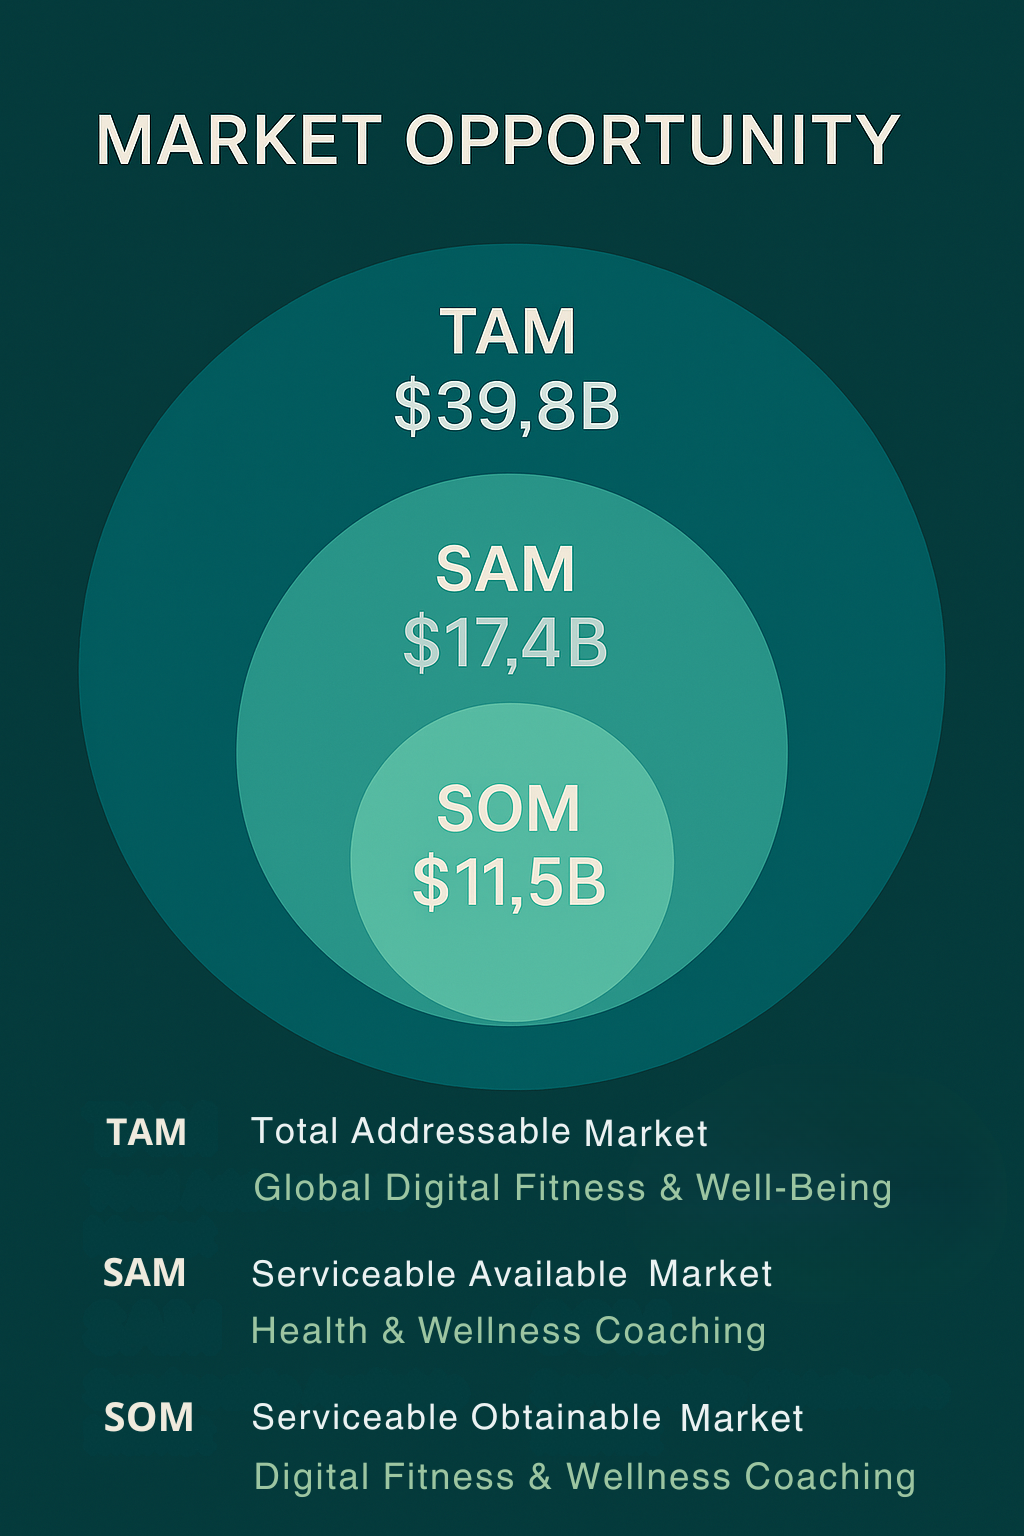 MARKET OPPORTUNITY
TAM
$39,8B
SAM
$17,4B
SOM
$11,5B
TAM Total Addressable Market
Global Digital Fitness & Well-Being
SAM Serviceable Available Market
Health & Wellness Coaching
SOM Serviceable Obtainable Market
Digital Fitness & Wellness Coaching